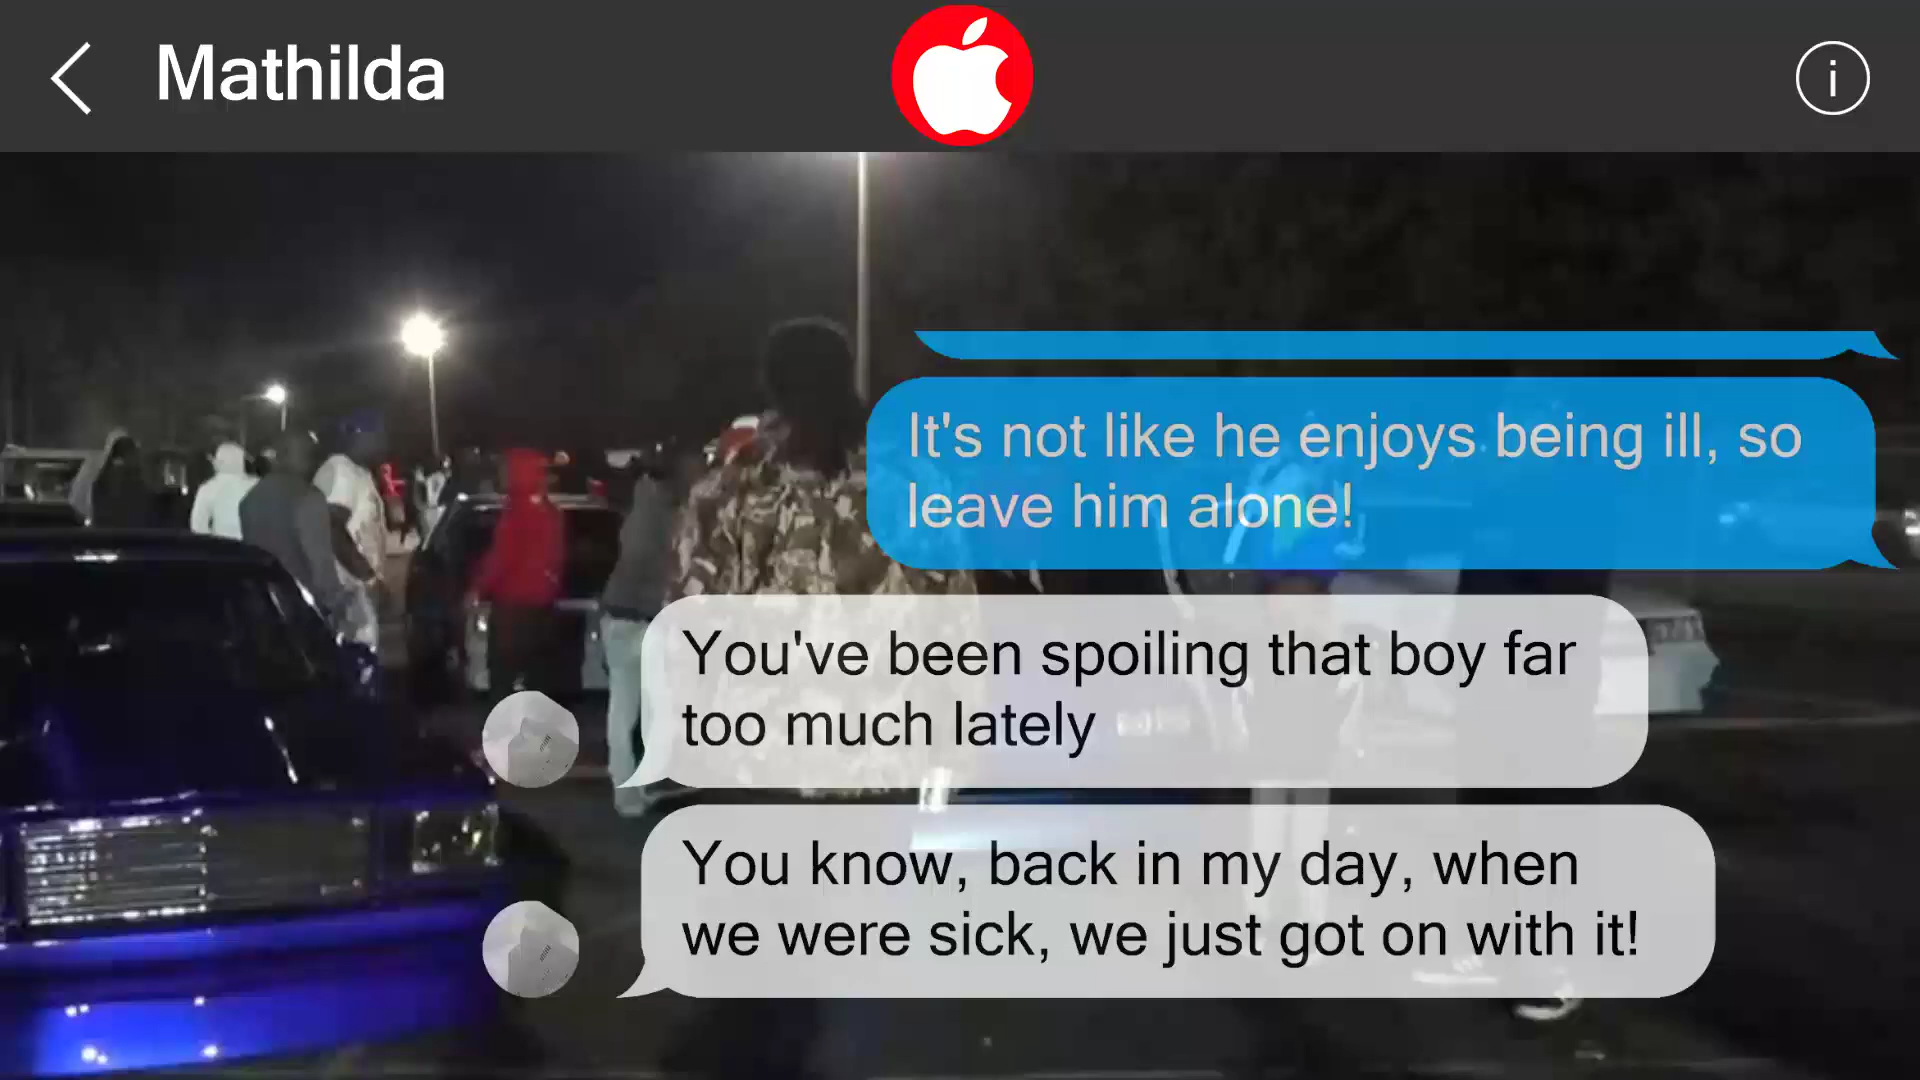 Mathilda
It's not like he enjoys being ill, so
leave him alone!
You've been spoiling that boy far
too much lately
You know, back in my day, when
we were sick, we just got on with it!